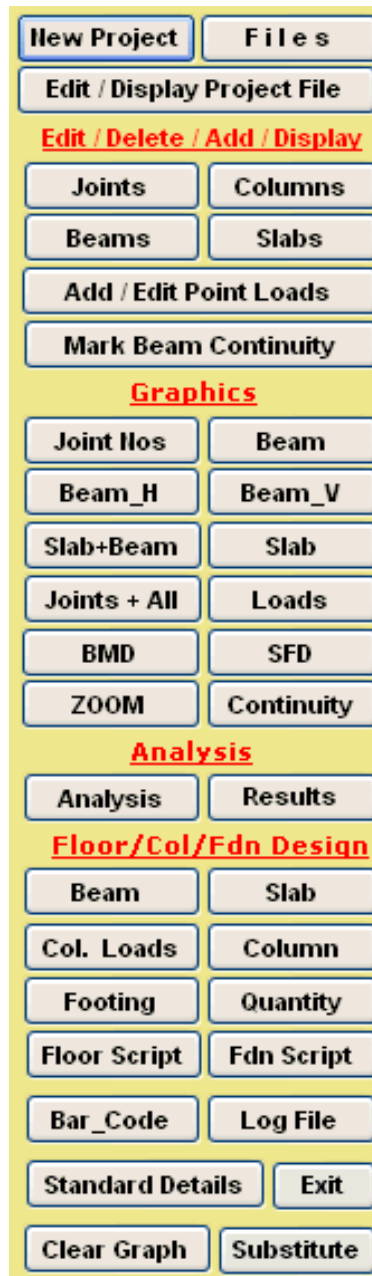 New Project Files
Edit / Display Project File
Edit / Delete / Add / Display
Joints Columns
Beams Slabs
Add / Edit Point Loads
Mark Beam Continuity
Graphics
Joint Nos Beam
Beam_H Beam_V
Slab+Beam Slab
Joints + All Loads
BMD SFD
ZOOM Continuity
Analysis
Analysis Results
Floor/Col/Fdn Design
Beam Slab
Col. Loads Column
Footing Quantity
Floor Script Fdn Script
Bar_Code Log File
Standard Details Exit
Clear Graph Substitute